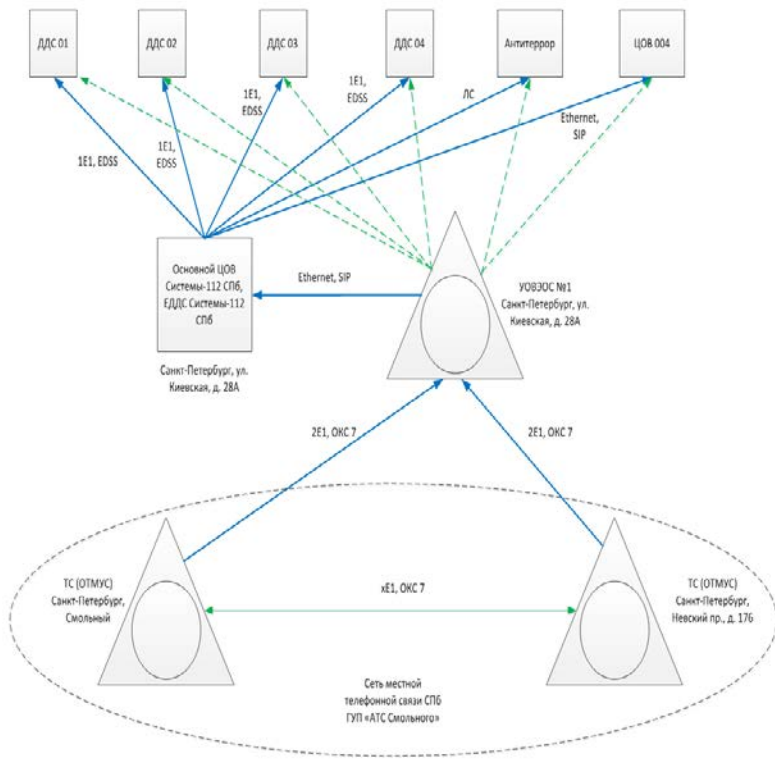 ДДС 01
ДДС 02
ДДС 03
ДДС 04
Антитеррор
ЦОВ 004
1E1,
EDSS
1E1,
EDSS
ЛС
Ethernet,
SIP
1E1, EDSS
1E1,
EDSS
Основной ЦОВ
Системы-112 СПб,
ЕДДС Системы-112
СПб
Ethernet, SIP
УОВЭОС №1
Санкт-Петербург, ул.
Киевская, д. 28А
Санкт-Петербург, ул.
Киевская, д. 28А
2E1, ОКС 7
2E1, ОКС 7
ТС (ОТМУС)
Санкт-Петербург,
Смольный
xE1, ОКС 7
ТС (ОТМУС)
Санкт-Петербург,
Невский пр., д. 176
Сеть местной
телефонной связи СПб
ГУП «АТС Смольного»